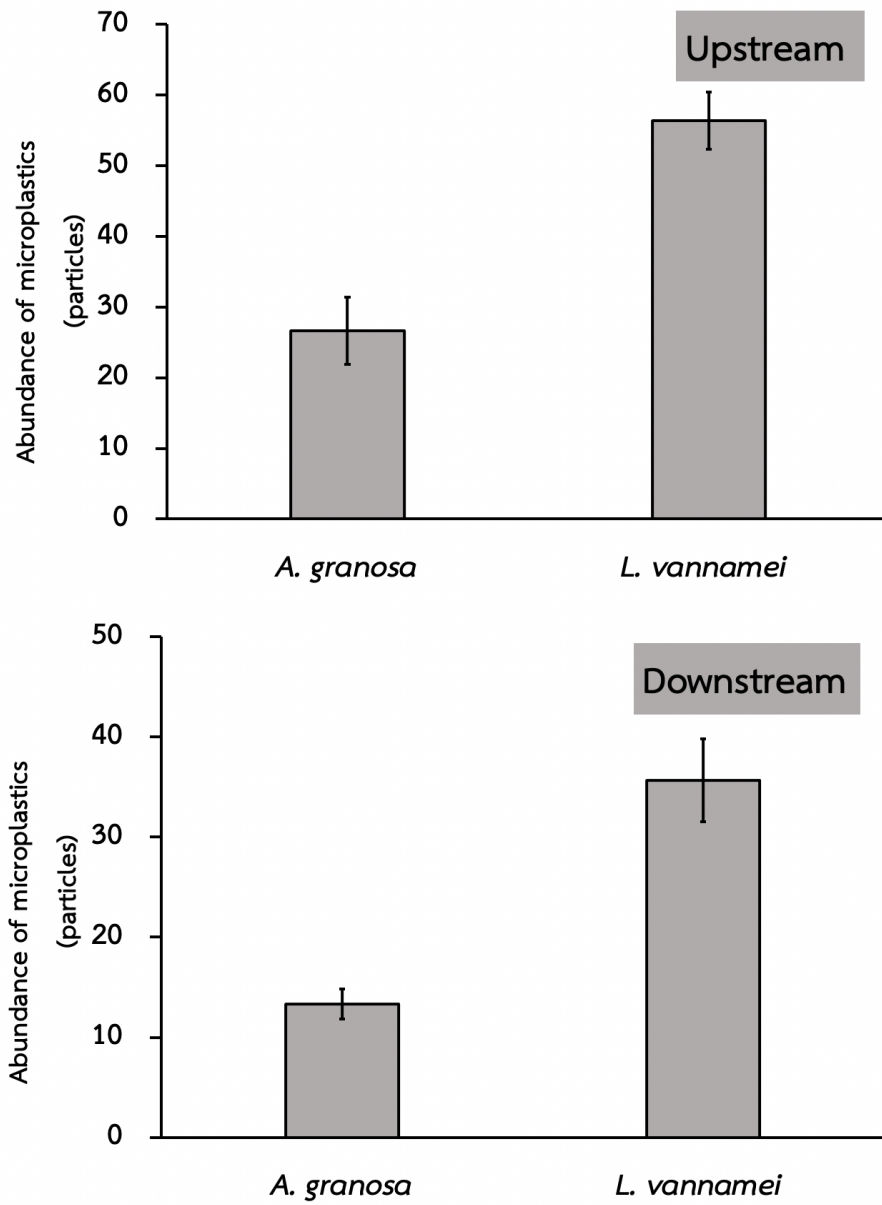 70
Upstream
60
50
40
30
20
10
0
Abundance of microplastics
(particles)
A. granosa
L. vannamei
50
Downstream
40
30
20
10
0
Abundance of microplastics
(particles)
A. granosa
L. vannamei